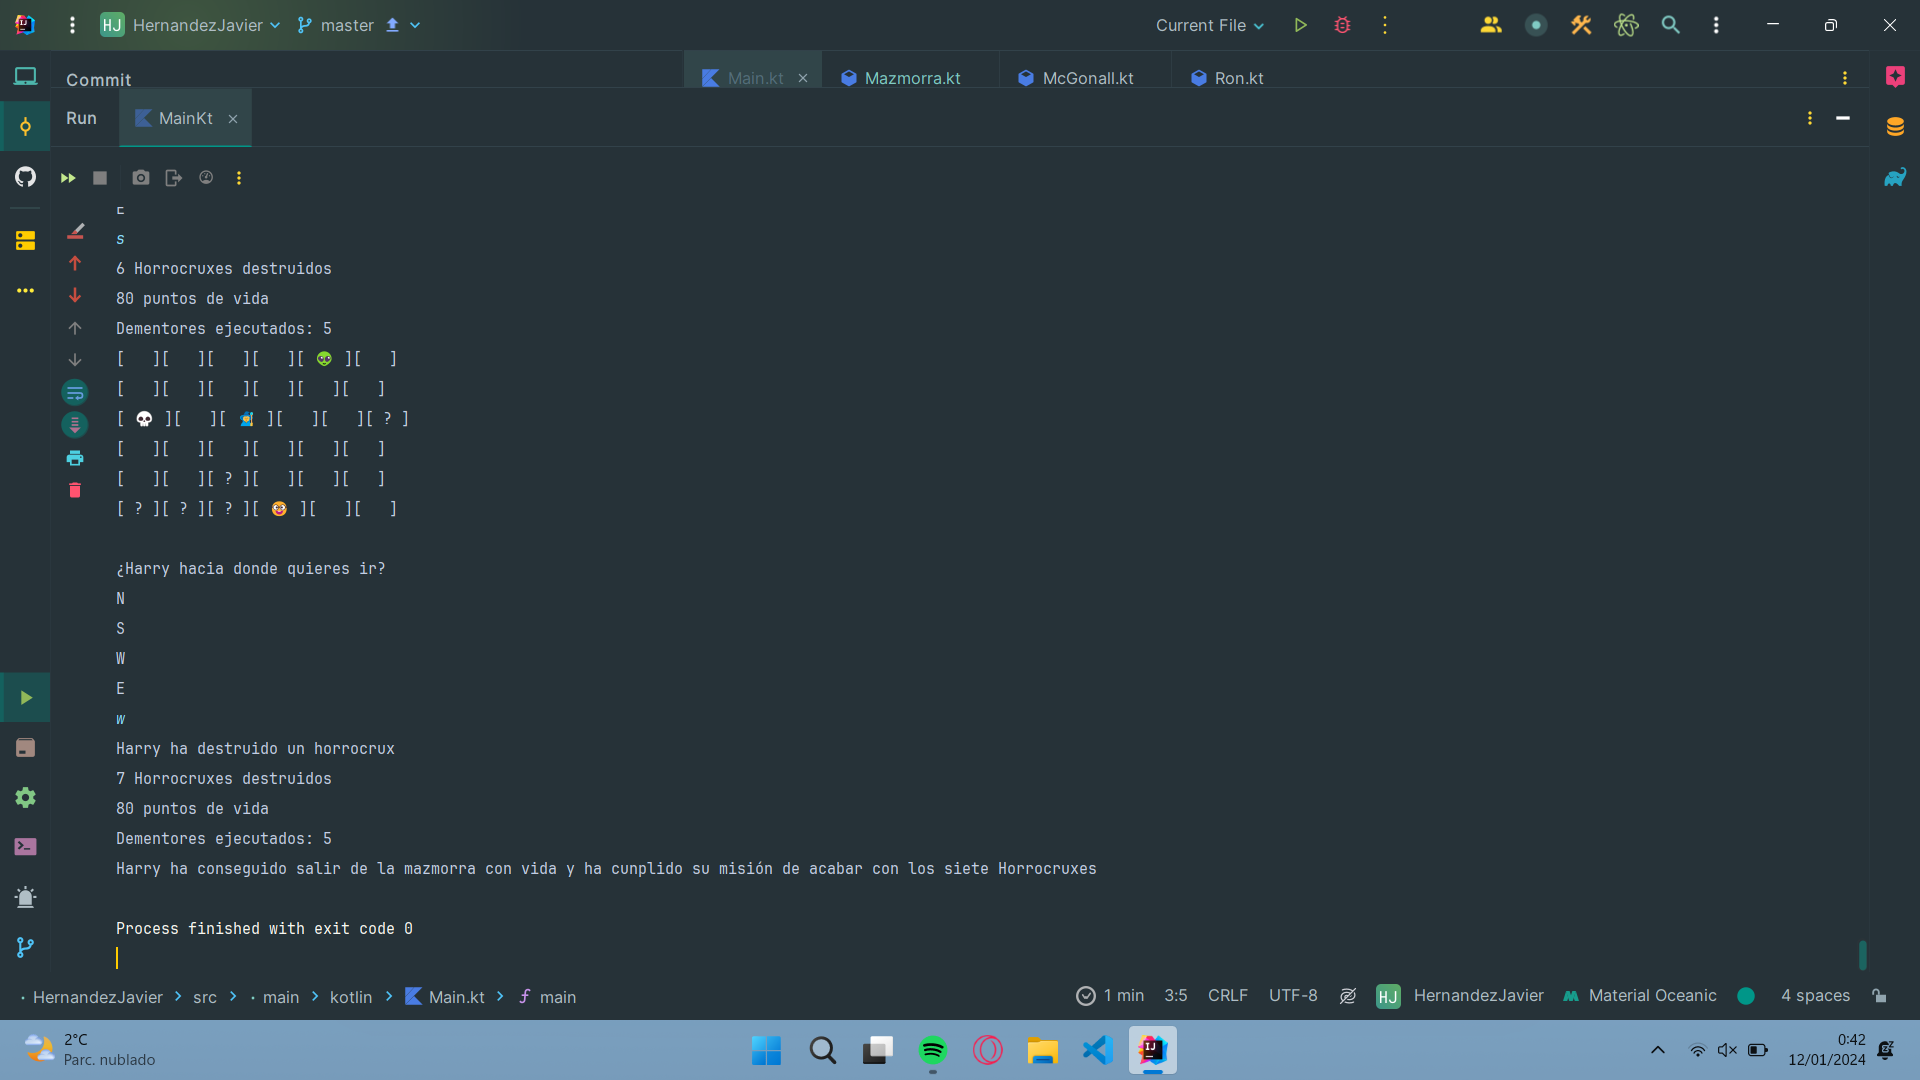 HJ HernandezJavier master Current File
Commit Main.kt Mazmorra.kt McGonall.kt Ron.kt
Run MainKt
E
s
6 Horrocruxes destruidos
80 puntos de vida
Dementores ejecutados: 5
[   ][   ][   ][   ][ 👽 ][   ]
[   ][   ][   ][   ][   ][   ]
[ 💀 ][   ][ 🧙 ][   ][   ][ ? ]
[   ][   ][   ][   ][   ][   ]
[   ][   ][ ? ][   ][   ][   ]
[ ? ][ ? ][ ? ][ 🤡 ][   ][   ]
¿Harry hacia donde quieres ir?
N
S
W
E
w
Harry ha destruido un horrocrux
7 Horrocruxes destruidos
80 puntos de vida
Dementores ejecutados: 5
Harry ha conseguido salir de la mazmorra con vida y ha cunplido su misión de acabar con los siete Horrocruxes
Process finished with exit code 0
HernandezJavier > src > main > kotlin > Main.kt > main 1 min 3:5 CRLF UTF-8 HJ HernandezJavier Material Oceanic 4 spaces
2°C
Parc. nublado
0:42
12/01/2024